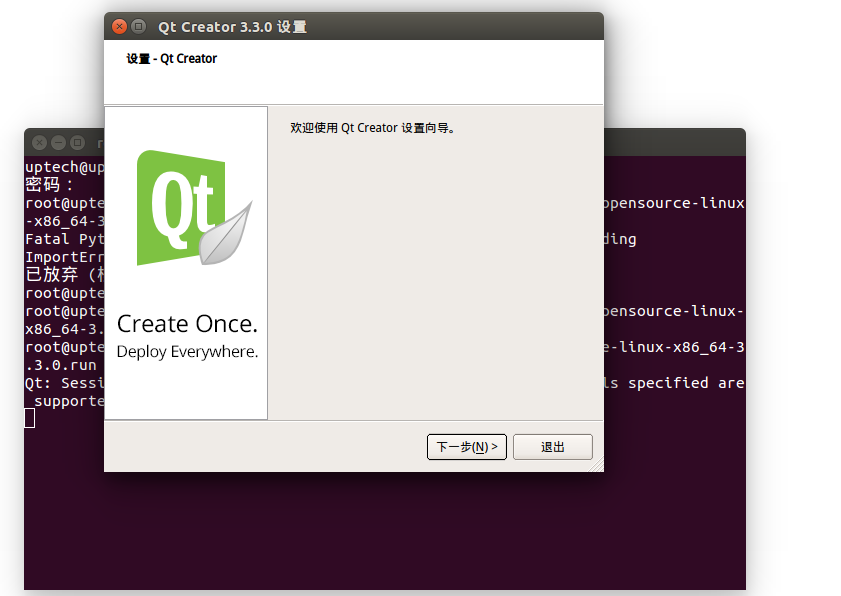 Qt Creator 3.3.0 设置
设置 - Qt Creator
欢迎使用 Qt Creator 设置向导。
Qt
Create Once.
Deploy Everywhere.
下一步(N) >
退出
uptech@up
密码：
root@upte pensource-linux
-x86_64-3
Fatal Pyt ding
ImportErr
已放弃
root@upte
root@upte pensource-linux-
x86_64-3.
root@upte e-linux-x86_64-3
.3.0.run
Qt: Sessi ls specified are
supporte